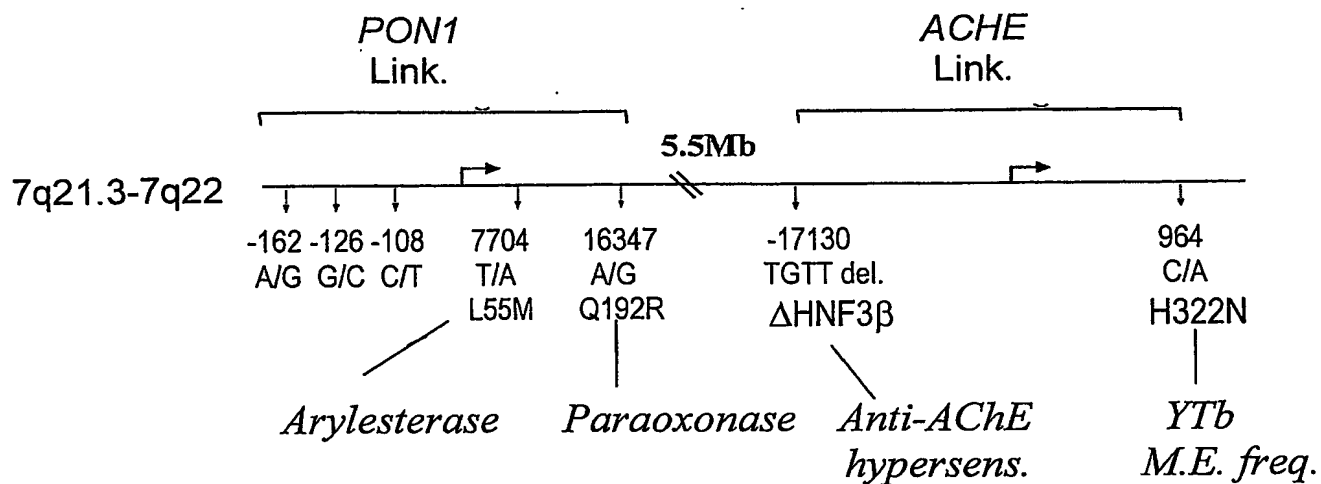 PON1 ACHE
Link. Link.
5.5Mb
7q21.3-7q22
-162 -126 -108 7704 16347 -17130 964
A/G G/C C/T T/A A/G TGTT del. C/A
L55M Q192R ΔHNF3β H322N
Arylesterase Paraoxonase Anti-AChE YTb
hypersens. M.E. freq.